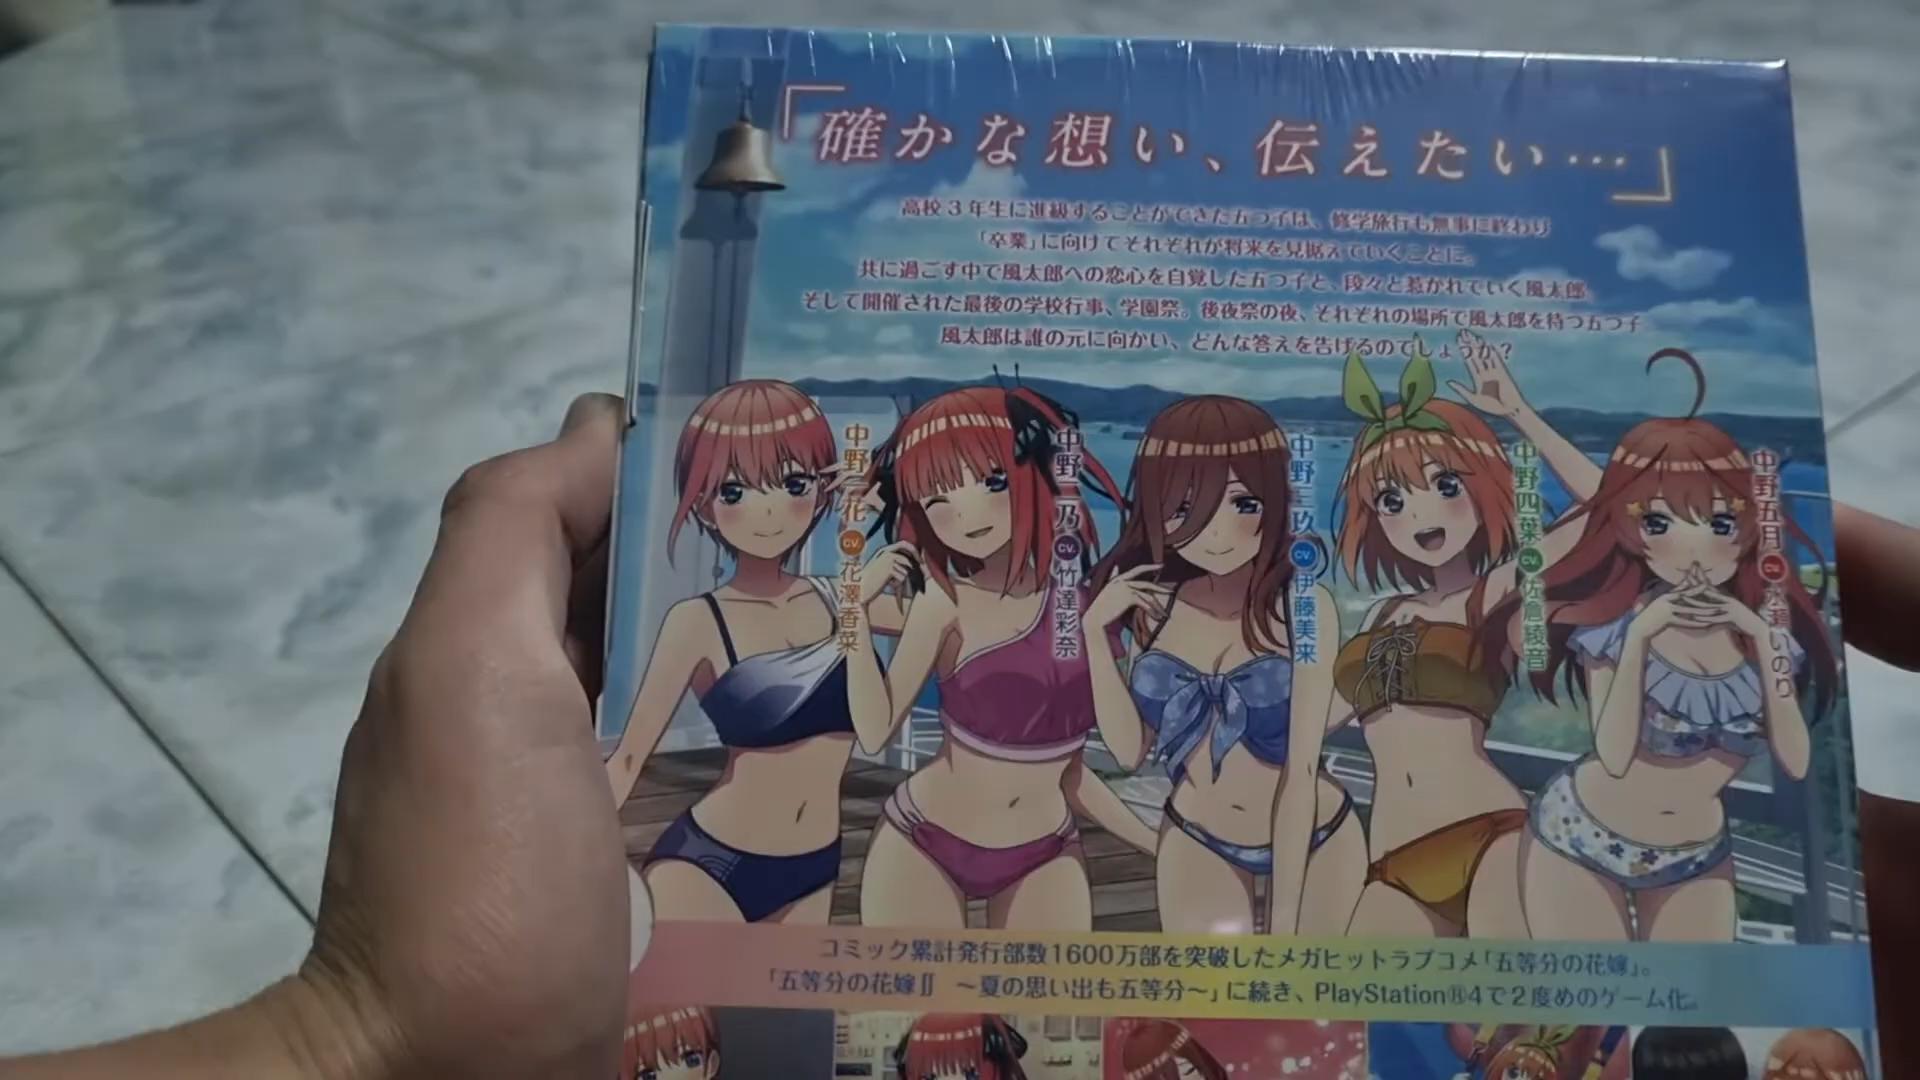 「確かな想い、伝えたい…」
高校3年生に進級することができた五つ子は、修学旅行も無事に終わり
「卒業」に向けてそれぞれが将来を見据えていくことに。
共に過ごす中で風太郎への恋心を自覚した五つ子と、段々と惹かれていく風太郎。
そして開催された最後の学校行事、学園祭。後夜祭の夜、それぞれの場所で風太郎を待つ五つ子
風太郎は誰の元に向かい、どんな答えを告げるのでしょうか?
中野一花 CV. 花澤香菜
中野二乃 CV. 竹達彩奈
中野三玖 CV. 伊藤美来
中野四葉 CV. 佐倉綾音
中野五月 CV. 水瀬いのり
コミック累計発行部数1600万部を突破したメガヒットラブコメ「五等分の花嫁」。
「五等分の花嫁∬ ～夏の思い出も五等分～」に続き、PlayStation®4で2度めのゲーム化。